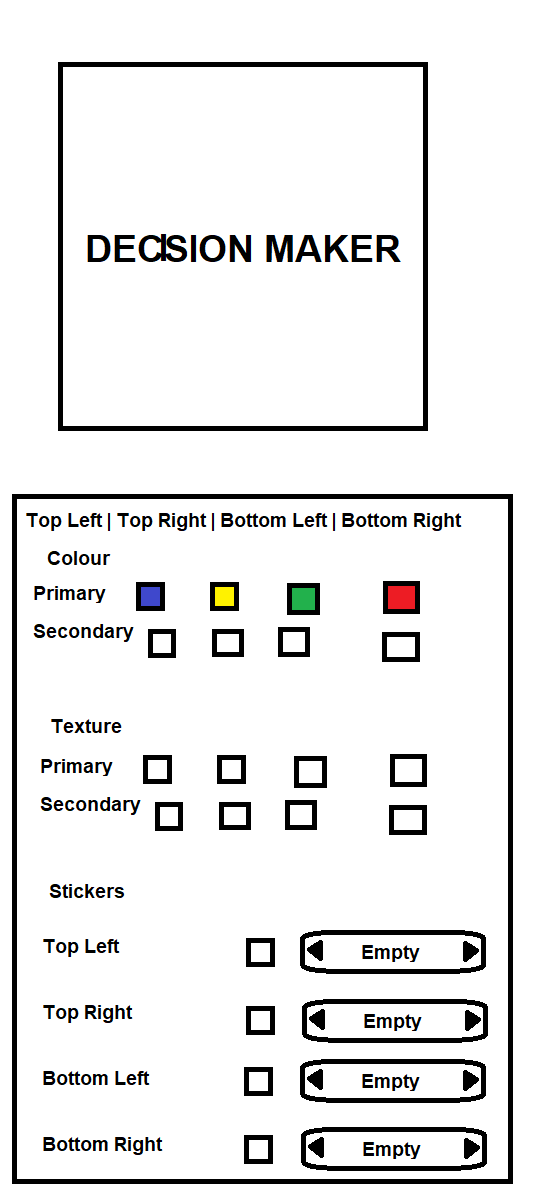 DECISION MAKER
Top Left | Top Right | Bottom Left | Bottom Right
Colour
Primary
Secondary
Texture
Primary
Secondary
Stickers
Top Left Empty
Top Right Empty
Bottom Left Empty
Bottom Right Empty